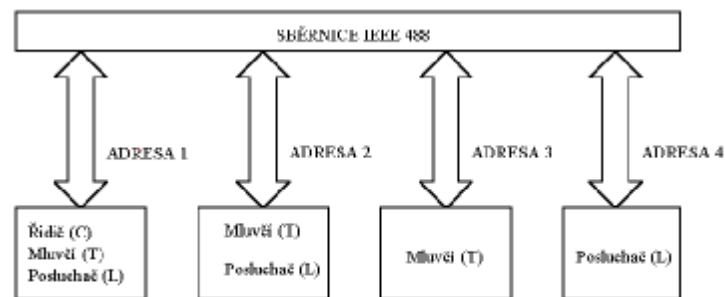 SBĚRNICE IEEE 488
ADRESA 1
ADRESA 2
ADRESA 3
ADRESA 4
Řidič (C)
Mluvčí (T)
Posluchač (L)
Mluvčí (T)
Posluchač (L)
Mluvčí (T)
Posluchač (L)